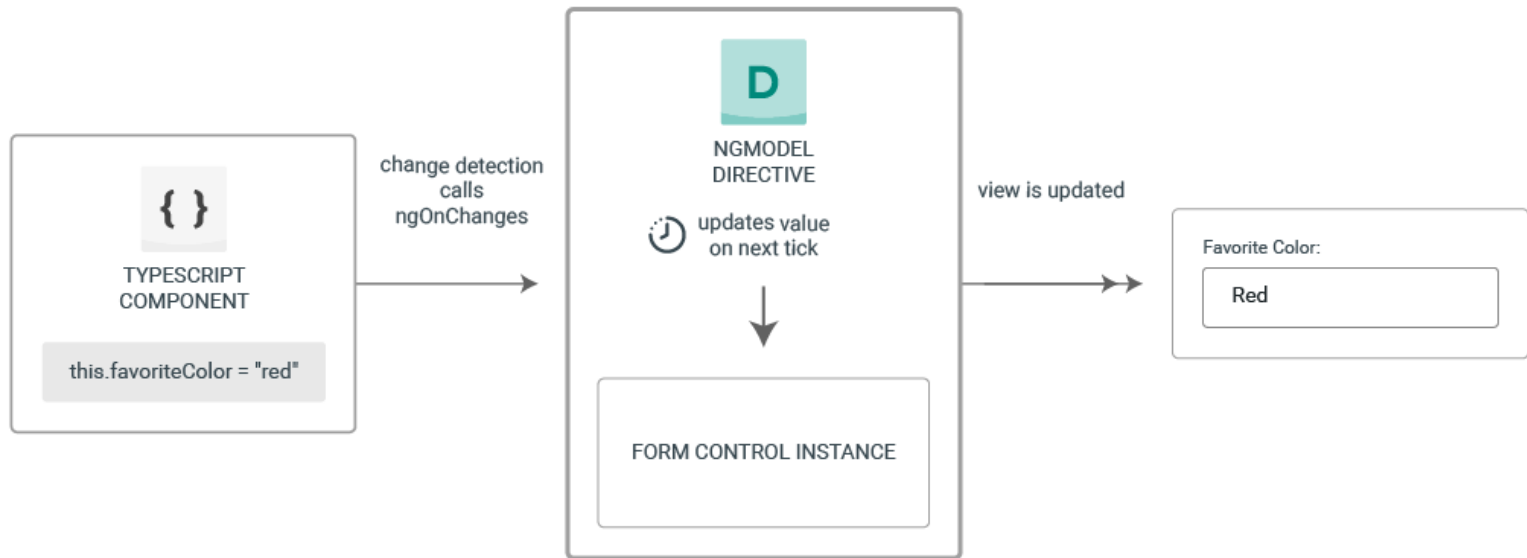 { }
TYPESCRIPT
COMPONENT
this.favoriteColor = "red"
change detection
calls
ngOnChanges
D
NGMODEL
DIRECTIVE
updates value
on next tick
FORM CONTROL INSTANCE
view is updated
Favorite Color:
Red